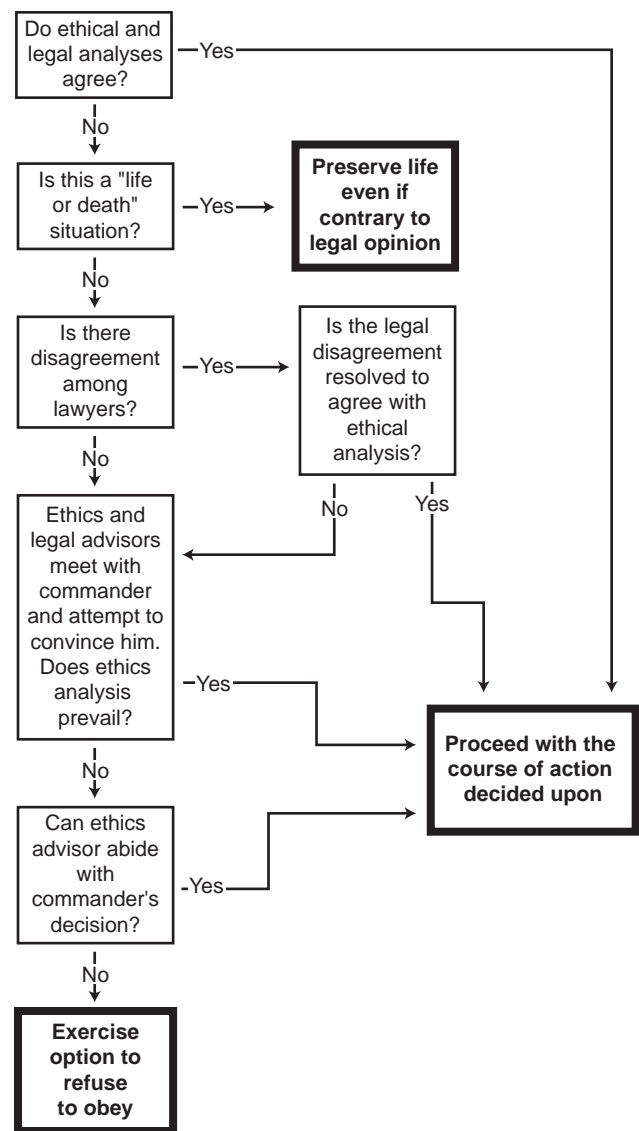 Do ethical and
legal analyses
agree?
Yes
No
Is this a "life
or death"
situation?
Yes
Preserve life
even if
contrary to
legal opinion
No
Is there
disagreement
among
lawyers?
Yes
Is the legal
disagreement
resolved to
agree with
ethical
analysis?
No
No
Yes
Ethics and
legal advisors
meet with
commander
and attempt to
convince him.
Does ethics
analysis
prevail?
Yes
Proceed with the
course of action
decided upon
No
Can ethics
advisor abide
with
commander's
decision?
Yes
No
Exercise
option to
refuse
to obey